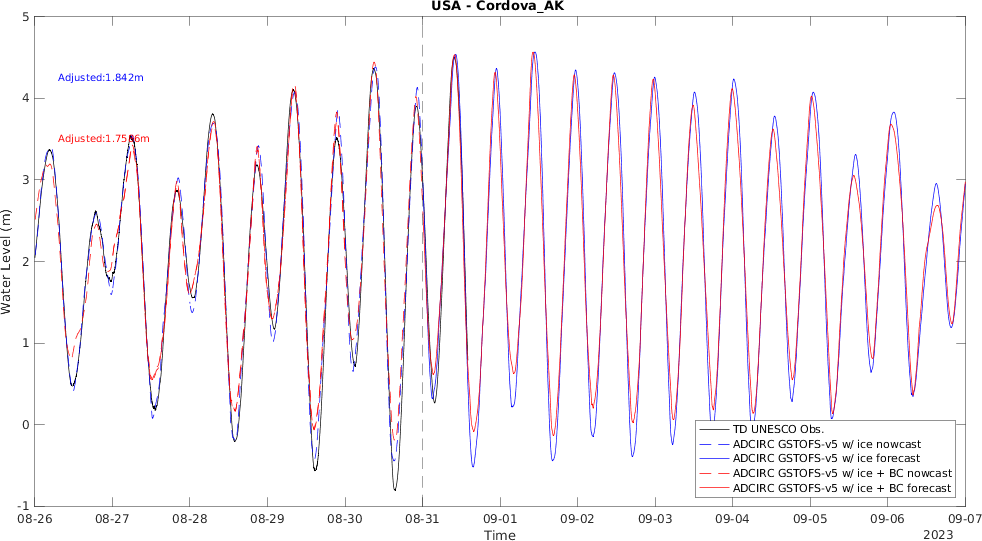 USA - Cordova_AK
5
4
3
2
1
0
-1
Water Level (m)
Adjusted:1.842m
08-26
08-27
08-28
08-29
08-30
08-31
09-01
09-02
09-03
09-04
09-05
09-06
09-07
Time
2023
TD UNESCO Obs.
ADCIRC GSTOFS-v5 w/ ice nowcast
ADCIRC GSTOFS-v5 w/ ice forecast
ADCIRC GSTOFS-v5 w/ ice + BC nowcast
ADCIRC GSTOFS-v5 w/ ice + BC forecast